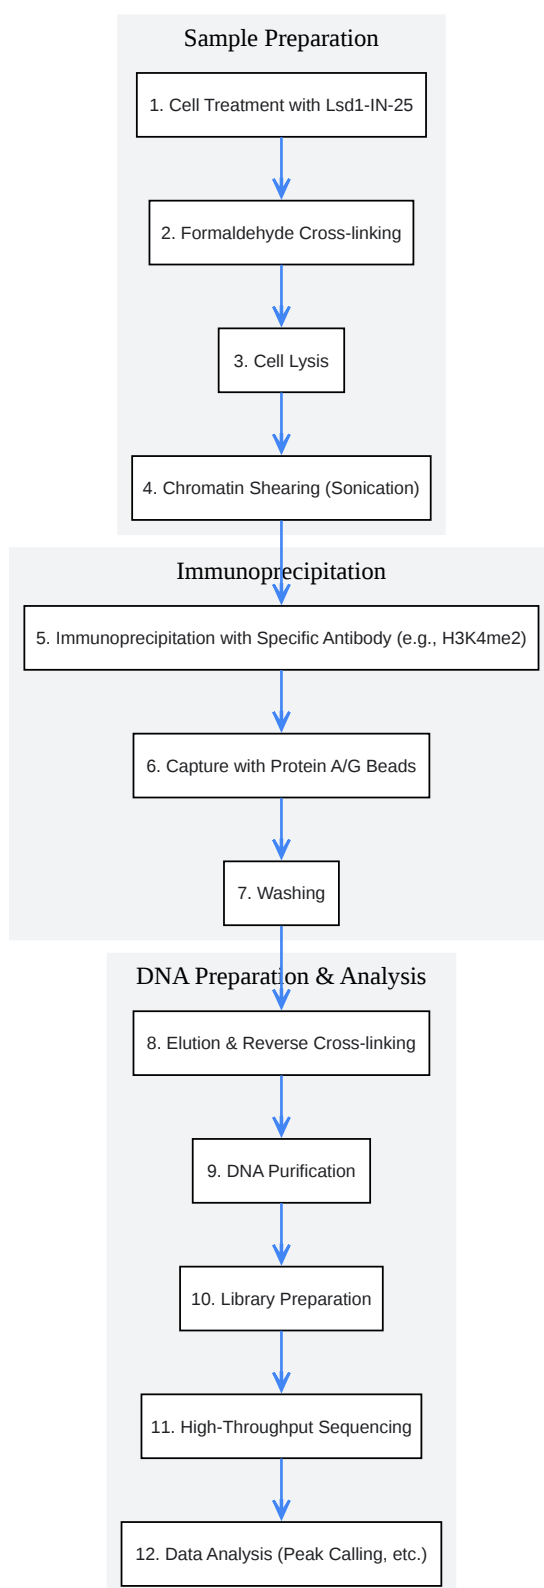 Sample Preparation
1. Cell Treatment with Lsd1-IN-25
2. Formaldehyde Cross-linking
3. Cell Lysis
4. Chromatin Shearing (Sonication)
Immunoprecipitation
5. Immunoprecipitation with Specific Antibody (e.g., H3K4me2)
6. Capture with Protein A/G Beads
7. Washing
DNA Preparation & Analysis
8. Elution & Reverse Cross-linking
9. DNA Purification
10. Library Preparation
11. High-Throughput Sequencing
12. Data Analysis (Peak Calling, etc.)